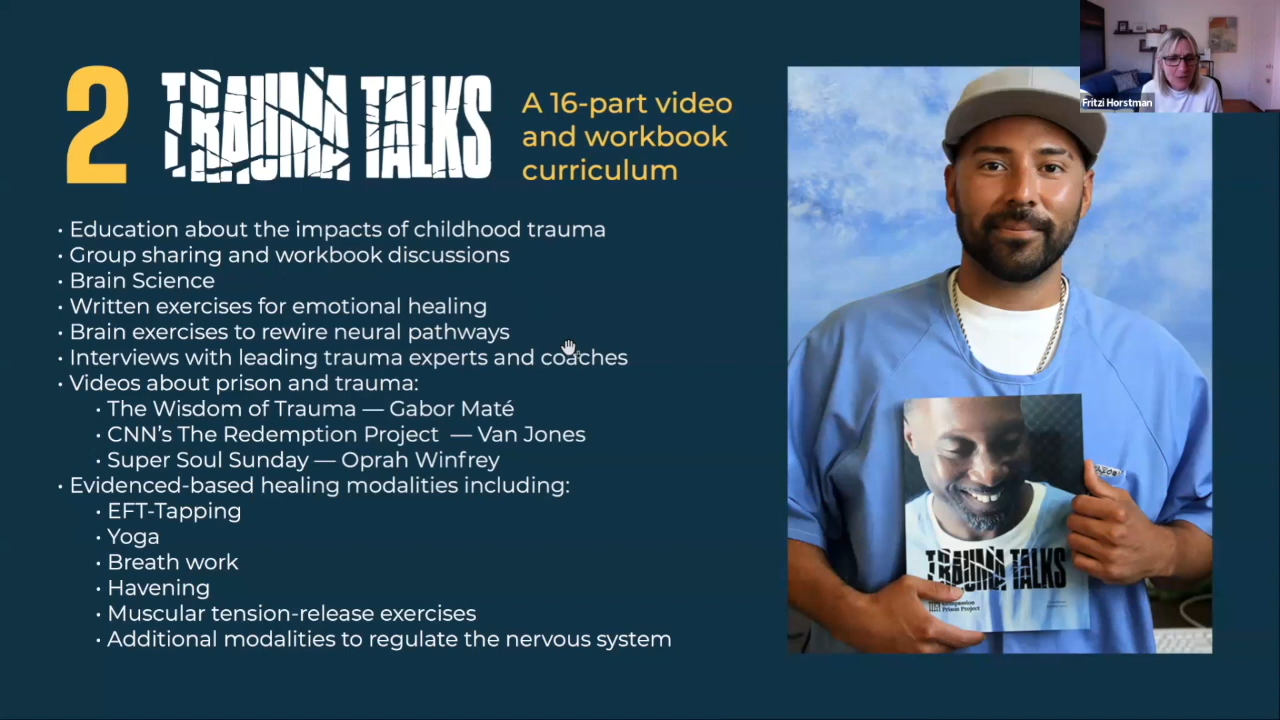 2
TRAUMA TALKS
A 16-part video
and workbook
curriculum
Fritzi Horstman
• Education about the impacts of childhood trauma
• Group sharing and workbook discussions
• Brain Science
• Written exercises for emotional healing
• Brain exercises to rewire neural pathways
• Interviews with leading trauma experts and coaches
• Videos about prison and trauma:
• The Wisdom of Trauma — Gabor Maté
• CNN's The Redemption Project — Van Jones
• Super Soul Sunday — Oprah Winfrey
• Evidenced-based healing modalities including:
• EFT-Tapping
• Yoga
• Breath work
• Havening
• Muscular tension-release exercises
• Additional modalities to regulate the nervous system
TRAUMA TALKS
Compassion
Prison Project